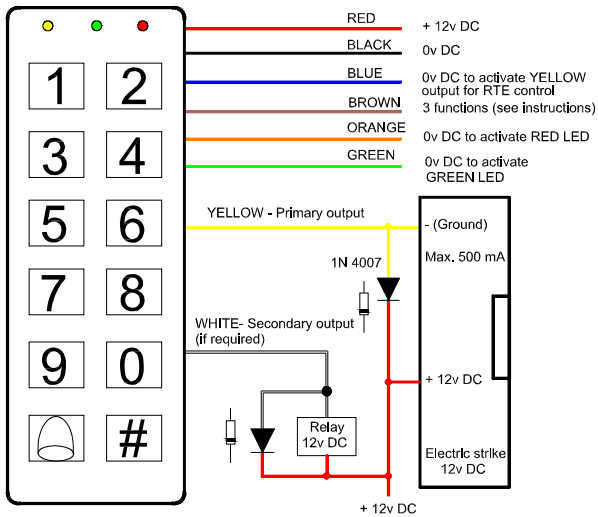 RED
+ 12v DC
BLACK
0v DC
BLUE
0v DC to activate YELLOW
output for RTE control
BROWN
3 functions (see instructions)
ORANGE
0v DC to activate RED LED
GREEN
0v DC to activate
GREEN LED
1 2
3 4
5 6
7 8
9 0
#
YELLOW - Primary output
- (Ground)
Max. 500 mA
1N 4007
WHITE- Secondary output
(if required)
+ 12v DC
Relay
12v DC
Electric strike
12v DC
+ 12v DC